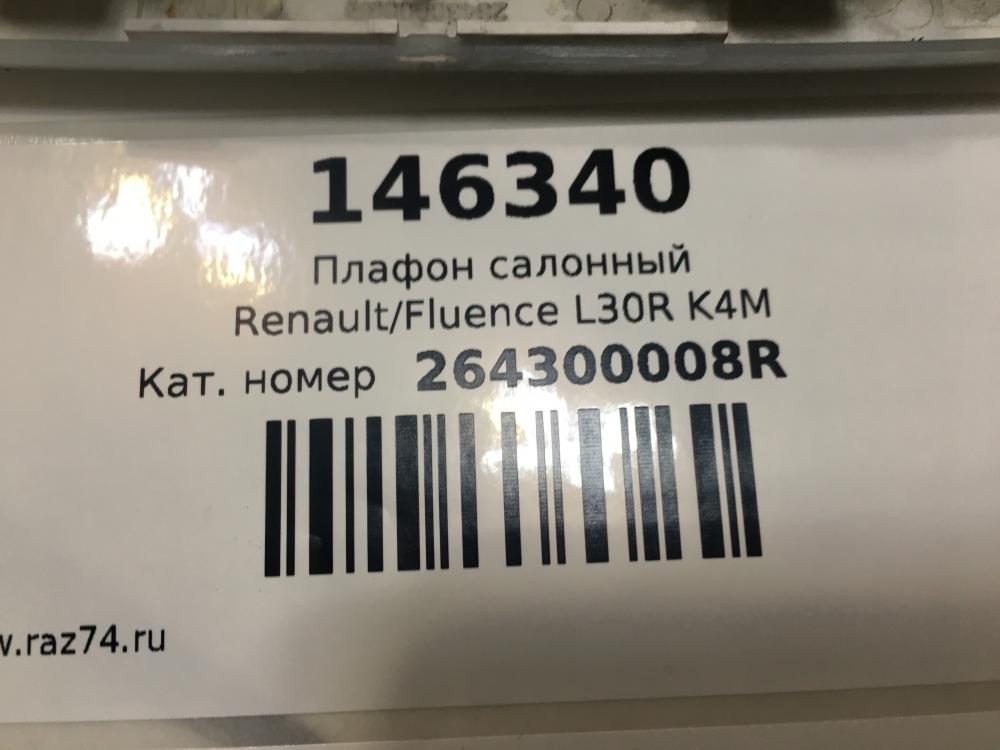 146340
Плафон салонный
Renault/Fluence L30R K4M
Кат. номер 264300008R
w.raz74.ru